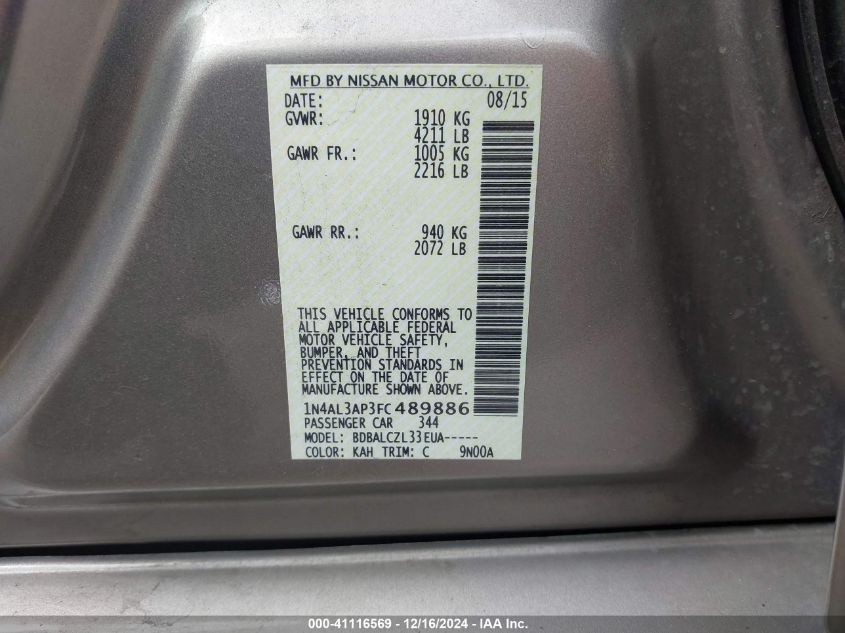 MFD BY NISSAN MOTOR CO., LTD.
DATE: 08/15
GVWR: 1910 KG
4211 LB
GAWR FR.: 1005 KG
2216 LB
GAWR RR.: 940 KG
2072 LB
THIS VEHICLE CONFORMS TO
ALL APPLICABLE FEDERAL
MOTOR VEHICLE SAFETY,
BUMPER, AND THEFT
PREVENTION STANDARDS IN
EFFECT ON THE DATE OF
MANUFACTURE SHOWN ABOVE.
1N4AL3AP3FC489886
PASSENGER CAR 344
MODEL: BDBALCZL33EUA-----
COLOR: KAH TRIM: C 9N00A
000-41116569 - 12/16/2024 - IAA Inc.